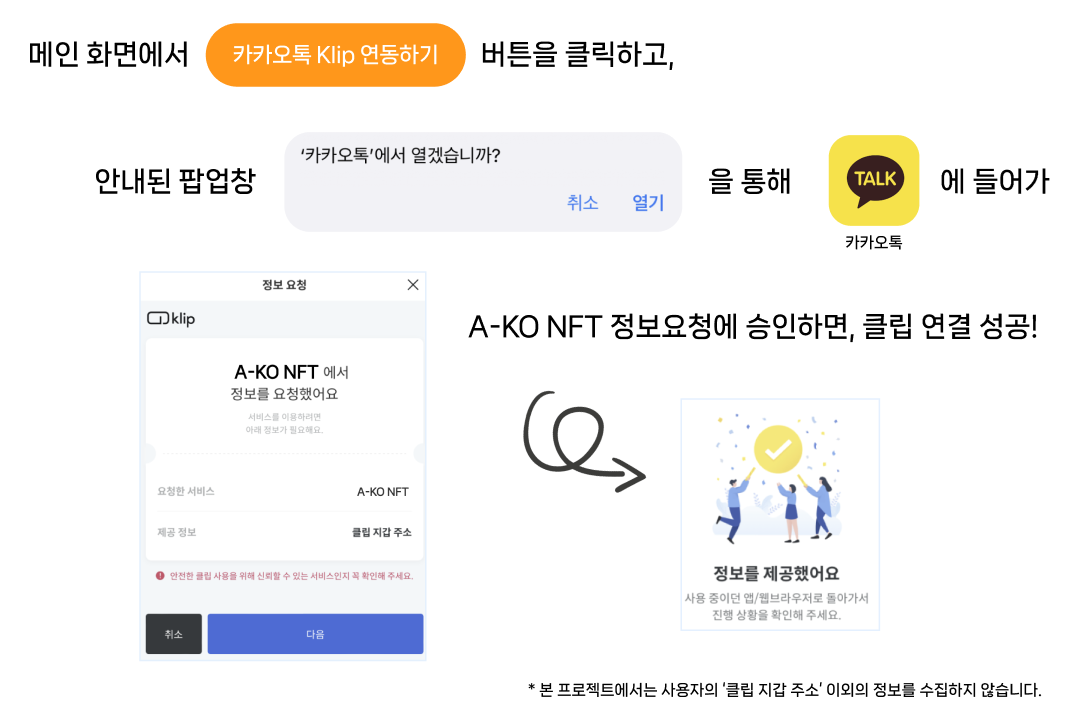 메인 화면에서 카카오톡 Klip 연동하기 버튼을 클릭하고,
안내된 팝업창 ‘카카오톡’에서 열겠습니까? 취소 열기 을 통해 TALK 카카오톡 에 들어가
정보 요청
klip
A-KO NFT 에서
정보를 요청했어요
서비스를 이용하려면
아래 정보가 필요해요.
요청한 서비스 A-KO NFT
제공 정보 클립 지갑 주소
안전한 클립 사용을 위해 신뢰할 수 있는 서비스인지 꼭 확인해 주세요.
취소 다음
A-KO NFT 정보요청에 승인하면, 클립 연결 성공!
정보를 제공했어요
사용 중이던 앱/웹브라우저로 돌아가서
진행 상황을 확인해 주세요.
* 본 프로젝트에서는 사용자의 ‘클립 지갑 주소’ 이외의 정보를 수집하지 않습니다.